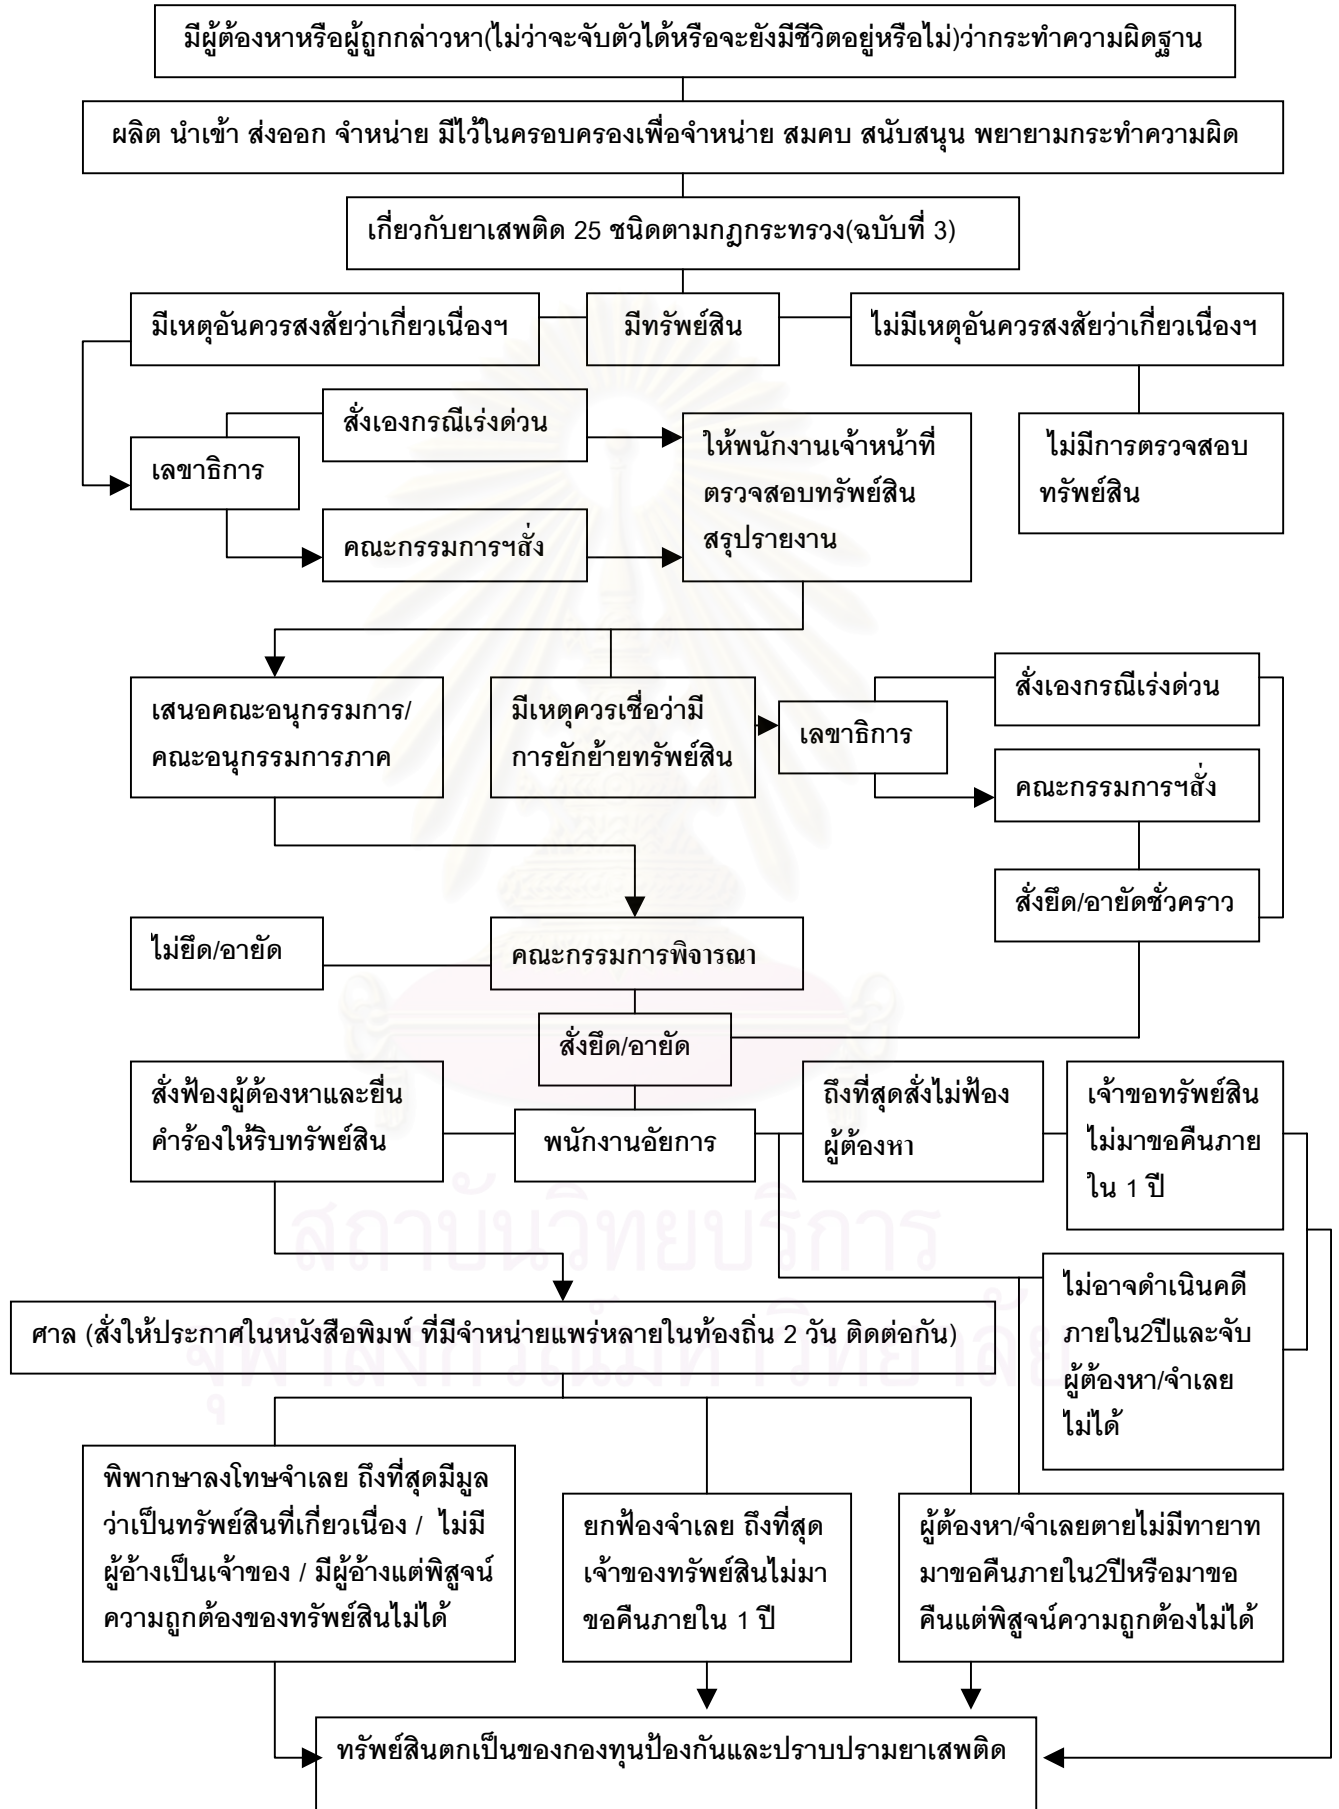 มีผู้ต้องหาหรือผู้ถูกกล่าวหา(ไม่ว่าจะจับตัวได้หรือจะยังมีชีวิตอยู่หรือไม่)ว่ากระทำความผิดฐาน
ผลิต นำเข้า ส่งออก จำหน่าย มีไว้ในครอบครองเพื่อจำหน่าย สมคบ สนับสนุน พยายามกระทำความผิด
เกี่ยวกับยาเสพติด 25 ชนิดตามกฎกระทรวง(ฉบับที่ 3)
มีเหตุอันควรสงสัยว่าเกี่ยวเนื่องฯ
มีทรัพย์สิน
ไม่มีเหตุอันควรสงสัยว่าเกี่ยวเนื่องฯ
สั่งเองกรณีเร่งด่วน
เลขาธิการ
คณะกรรมการฯสั่ง
ให้พนักงานเจ้าหน้าที่
ตรวจสอบทรัพย์สิน
สรุปรายงาน
ไม่มีการตรวจสอบ
ทรัพย์สิน
เสนอคณะอนุกรรมการ/
คณะอนุกรรมการภาค
มีเหตุควรเชื่อว่ามี
การยักย้ายทรัพย์สิน
เลขาธิการ
สั่งเองกรณีเร่งด่วน
คณะกรรมการฯสั่ง
สั่งยึด/อายัดชั่วคราว
ไม่ยึด/อายัด
คณะกรรมการพิจารณา
สั่งยึด/อายัด
สั่งฟ้องผู้ต้องหาและยื่น
คำร้องให้ริบทรัพย์สิน
พนักงานอัยการ
ถึงที่สุดสั่งไม่ฟ้อง
ผู้ต้องหา
เจ้าขอทรัพย์สิน
ไม่มาขอคืนภาย
ใน 1 ปี
สถาบันวิทยบริการ
จุฬาลงกรณ์มหาวิทยาลัย
ไม่อาจดำเนินคดี
ภายใน2ปีและจับ
ผู้ต้องหา/จำเลย
ไม่ได้
ศาล (สั่งให้ประกาศในหนังสือพิมพ์ ที่มีจำหน่ายแพร่หลายในท้องถิ่น 2 วัน ติดต่อกัน)
พิพากษาลงโทษจำเลย ถึงที่สุดมีมูล
ว่าเป็นทรัพย์สินที่เกี่ยวเนื่อง / ไม่มี
ผู้อ้างเป็นเจ้าของ / มีผู้อ้างแต่พิสูจน์
ความถูกต้องของทรัพย์สินไม่ได้
ยกฟ้องจำเลย ถึงที่สุด
เจ้าของทรัพย์สินไม่มา
ขอคืนภายใน 1 ปี
ผู้ต้องหา/จำเลยตายไม่มีทายาท
มาขอคืนภายใน2ปีหรือมาขอ
คืนแต่พิสูจน์ความถูกต้องไม่ได้
ทรัพย์สินตกเป็นของกองทุนป้องกันและปราบปรามยาเสพติด